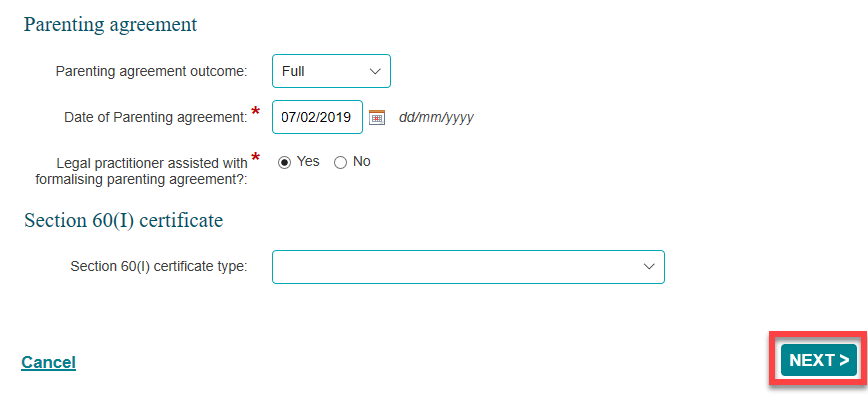 Parenting agreement
Parenting agreement outcome: Full
Date of Parenting agreement: * 07/02/2019 dd/mm/yyyy
Legal practitioner assisted with * Yes No
formalising parenting agreement?:
Section 60(I) certificate
Section 60(I) certificate type:
Cancel
NEXT >